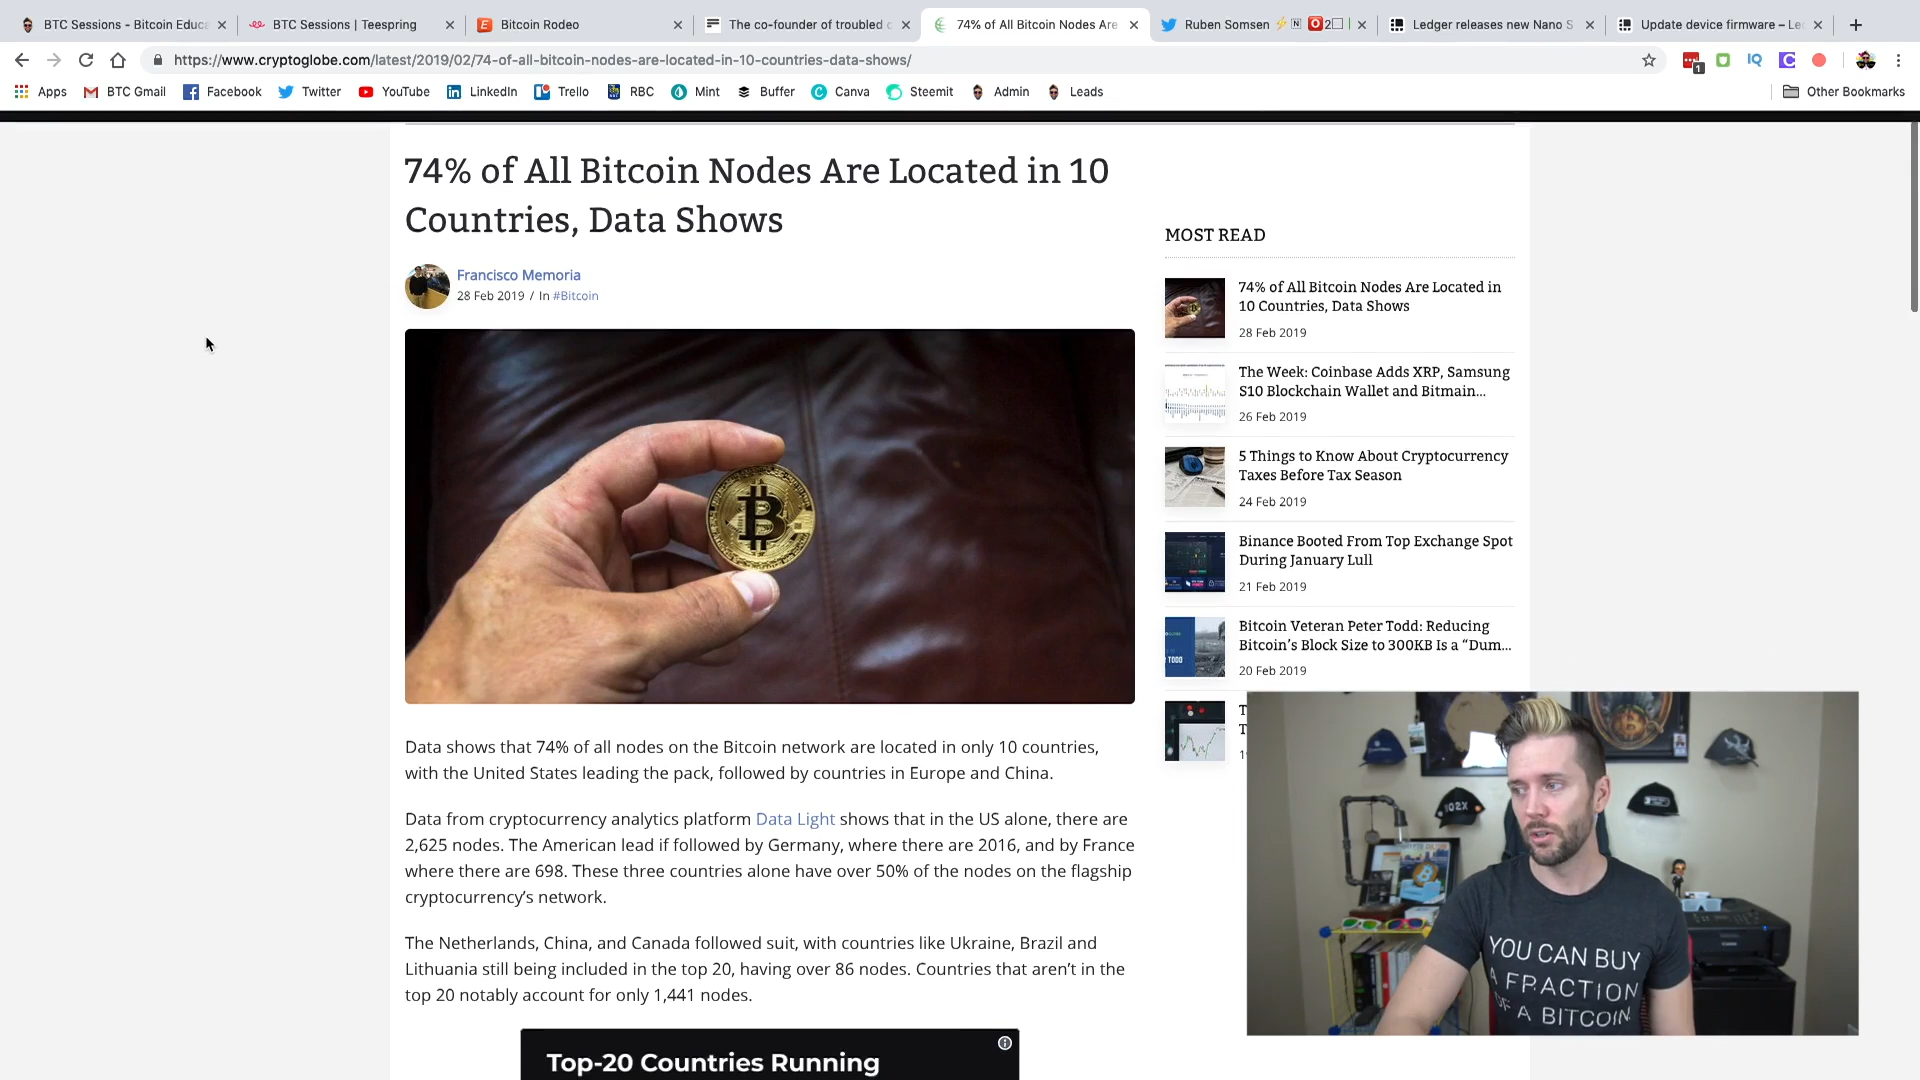 BTC Sessions - Bitcoin Educa
BTC Sessions | Teespring
Bitcoin Rodeo
The co-founder of troubled c
74% of All Bitcoin Nodes Are
Ruben Somsen
Ledger releases new Nano S
Update device firmware – Le
https://www.cryptoglobe.com/latest/2019/02/74-of-all-bitcoin-nodes-are-located-in-10-countries-data-shows/
Apps
BTC Gmail
Facebook
Twitter
YouTube
LinkedIn
Trello
RBC
Mint
Buffer
Canva
Steemit
Admin
Leads
Other Bookmarks
74% of All Bitcoin Nodes Are Located in 10
Countries, Data Shows
Francisco Memoria
28 Feb 2019 / In #Bitcoin
Data shows that 74% of all nodes on the Bitcoin network are located in only 10 countries,
with the United States leading the pack, followed by countries in Europe and China.
Data from cryptocurrency analytics platform Data Light shows that in the US alone, there are
2,625 nodes. The American lead if followed by Germany, where there are 2016, and by France
where there are 698. These three countries alone have over 50% of the nodes on the flagship
cryptocurrency's network.
The Netherlands, China, and Canada followed suit, with countries like Ukraine, Brazil and
Lithuania still being included in the top 20, having over 86 nodes. Countries that aren't in the
top 20 notably account for only 1,441 nodes.
Top-20 Countries Running
MOST READ
74% of All Bitcoin Nodes Are Located in
10 Countries, Data Shows
28 Feb 2019
The Week: Coinbase Adds XRP, Samsung
S10 Blockchain Wallet and Bitmain...
26 Feb 2019
5 Things to Know About Cryptocurrency
Taxes Before Tax Season
24 Feb 2019
Binance Booted From Top Exchange Spot
During January Lull
21 Feb 2019
Bitcoin Veteran Peter Todd: Reducing
Bitcoin's Block Size to 300KB Is a “Dum...
20 Feb 2019
YOU CAN BUY
A FRACTION
OF A BITCOIN